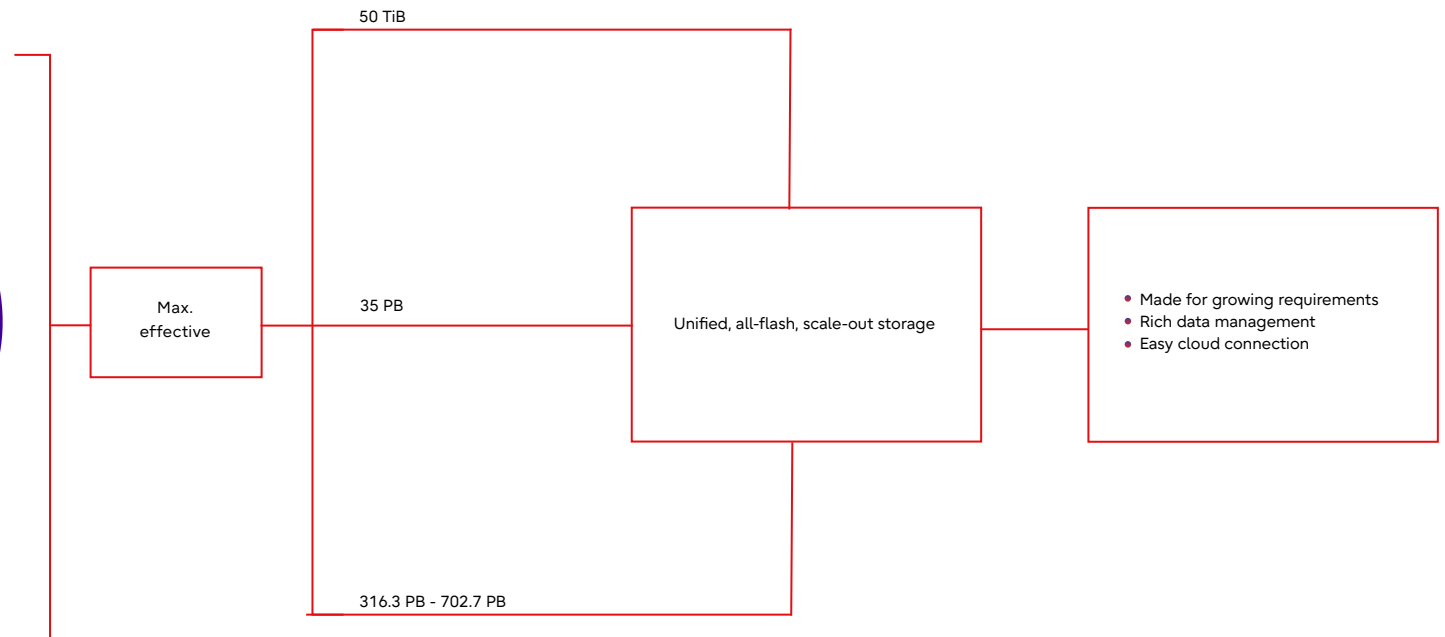 50 TiB
Max.
effective
35 PB
Unified, all-flash, scale-out storage
• Made for growing requirements
• Rich data management
• Easy cloud connection
316.3 PB - 702.7 PB